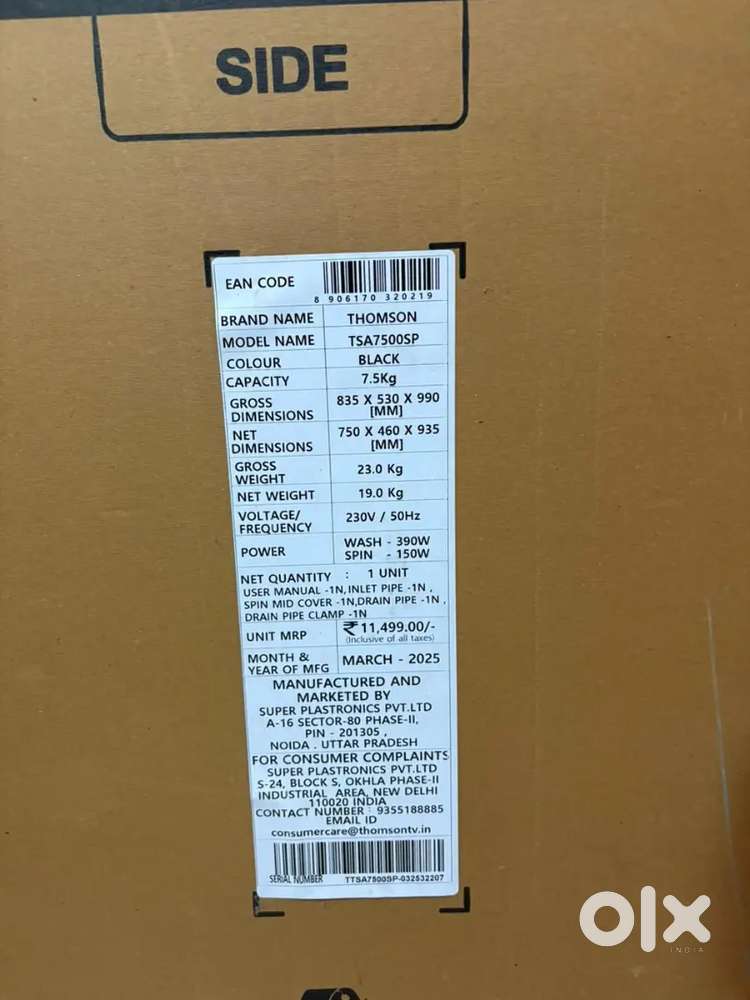 SIDE
EAN CODE
8 906170 320219
BRAND NAME THOMSON
MODEL NAME TSA7500SP
COLOUR BLACK
CAPACITY 7.5Kg
GROSS DIMENSIONS 835 X 530 X 990 [MM]
NET DIMENSIONS 750 X 460 X 935 [MM]
GROSS WEIGHT 23.0 Kg
NET WEIGHT 19.0 Kg
VOLTAGE/ FREQUENCY 230V / 50Hz
POWER WASH - 390W SPIN - 150W
NET QUANTITY : 1 UNIT
USER MANUAL -1N, INLET PIPE -1N ,
SPIN MID COVER -1N,DRAIN PIPE -1N ,
DRAIN PIPE CLAMP -1N
UNIT MRP ₹11,499.00/- (Inclusive of all taxes)
MONTH & YEAR OF MFG MARCH - 2025
MANUFACTURED AND
MARKETED BY
SUPER PLASTRONICS PVT.LTD
A-16 SECTOR-80 PHASE-II,
PIN - 201305 ,
NOIDA . UTTAR PRADESH
FOR CONSUMER COMPLAINTS
SUPER PLASTRONICS PVT.LTD
S-24, BLOCK S, OKHLA PHASE-II
INDUSTRIAL AREA, NEW DELHI
110020 INDIA
CONTACT NUMBER : 9355188885
EMAIL ID
consumercare@thomsontv.in
SERIAL NUMBER TTSA7500SP-032532207
olx
INDIA